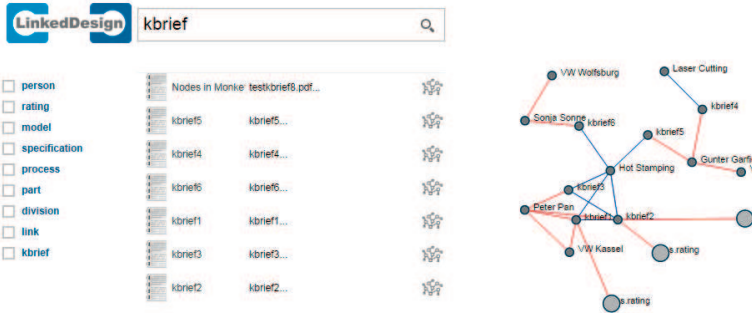 LinkedDesign
kbrief
person
rating
model
specification
process
part
division
link
kbrief
Nodes in Monke testkbrief8.pdf...
kbrief5 kbrief5...
kbrief4 kbrief4...
kbrief6 kbrief6...
kbrief1 kbrief1...
kbrief3 kbrief3...
kbrief2 kbrief2...
VW Wolfsburg
Laser Cutting
kbrief4
Sonja Sonne
kbrief6
kbrief5
Gunter Garfi
Hot Stamping
kbrief3
Peter Pan
kbrief1
kbrief2
VW Kassel
s.rating
s.rating